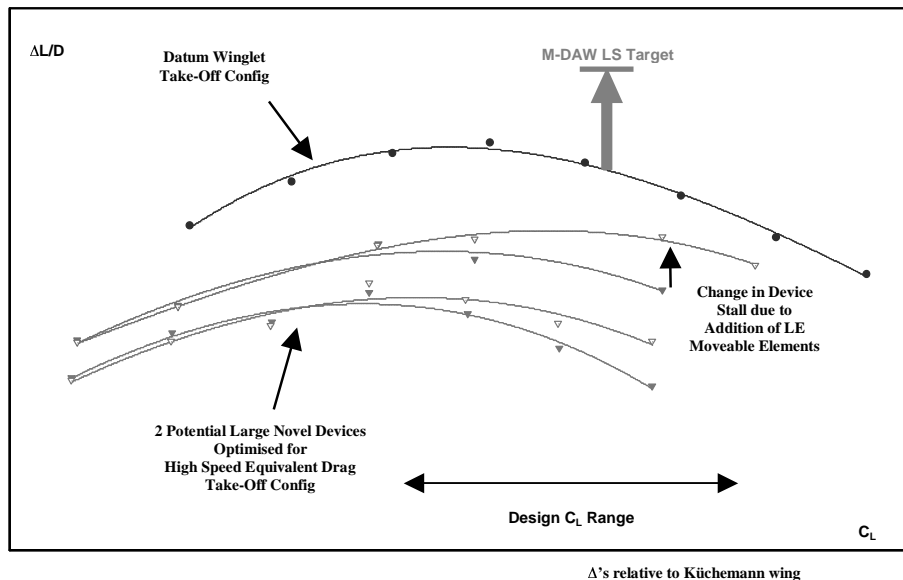 ΔL/D
Datum Winglet
Take-Off Config
M-DAW LS Target
Change in Device
Stall due to
Addition of LE
Moveable Elements
2 Potential Large Novel Devices
Optimised for
High Speed Equivalent Drag
Take-Off Config
Design CL Range
CL
Δ's relative to Küchemann wing